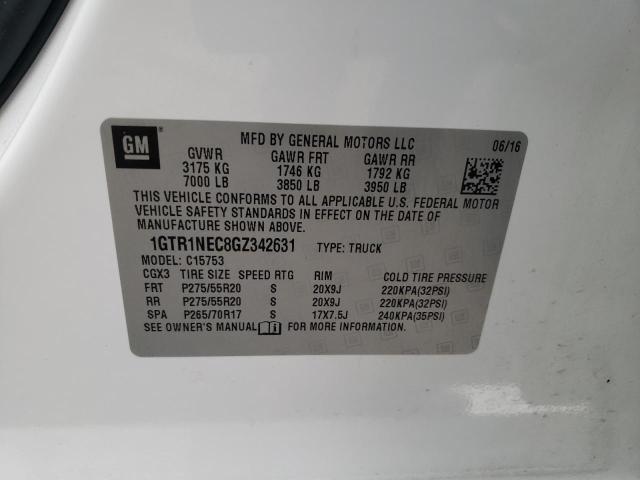 GM
MFD BY GENERAL MOTORS LLC 06/16
GVWR GAWR FRT GAWR RR
3175 KG 1746 KG 1792 KG
7000 LB 3850 LB 3950 LB
THIS VEHICLE CONFORMS TO ALL APPLICABLE U.S. FEDERAL MOTOR
VEHICLE SAFETY STANDARDS IN EFFECT ON THE DATE OF
MANUFACTURE SHOWN ABOVE.
1GTR1NEC8GZ342631 TYPE: TRUCK
MODEL: C15753
CGX3 TIRE SIZE SPEED RTG RIM COLD TIRE PRESSURE
FRT P275/55R20 S 20X9J 220KPA(32PSI)
RR P275/55R20 S 20X9J 220KPA(32PSI)
SPA P265/70R17 S 17X7.5J 240KPA(35PSI)
SEE OWNER'S MANUAL FOR MORE INFORMATION.